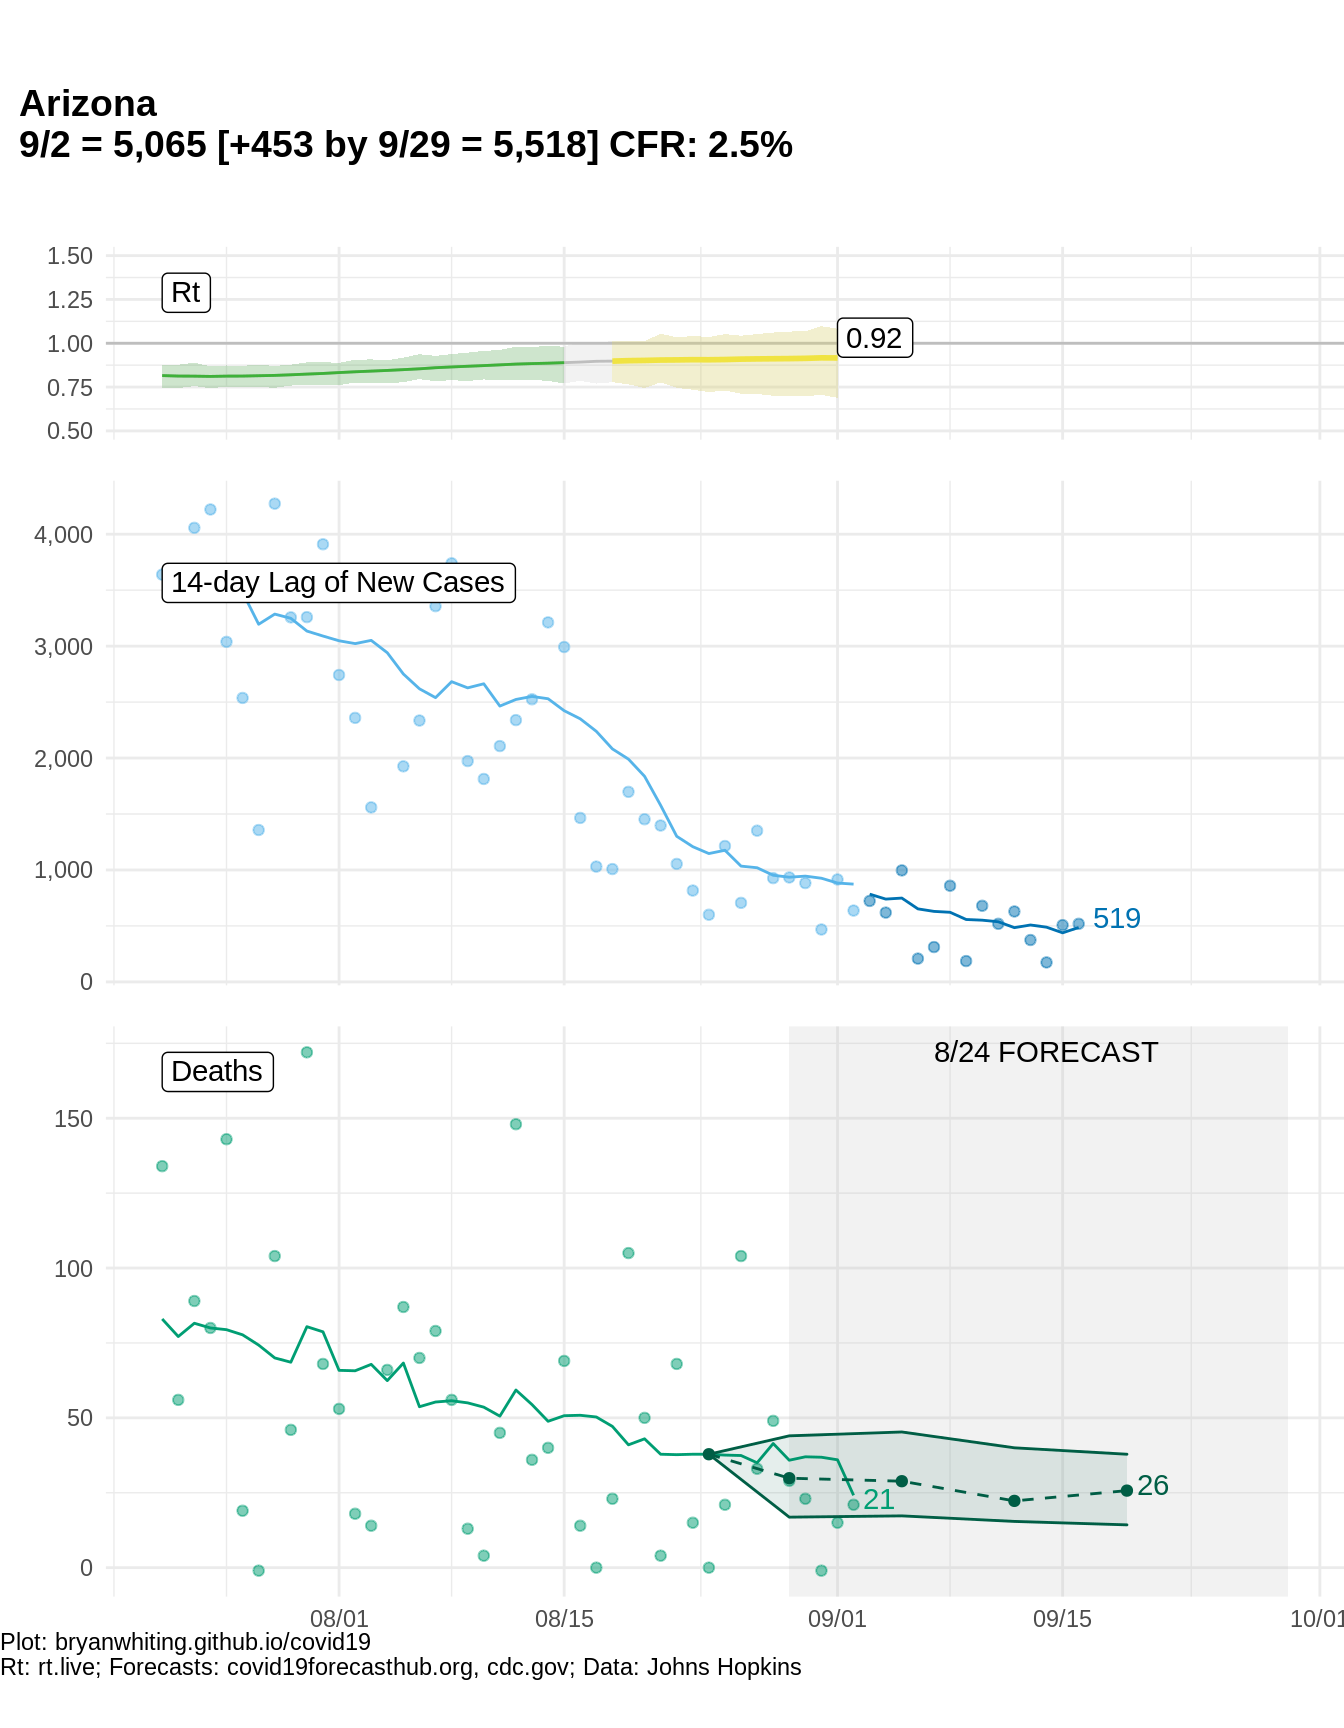 Arizona
9/2 = 5,065 [+453 by 9/29 = 5,518] CFR: 2.5%
1.50
1.25
1.00
0.75
0.50
Rt
0.92
4,000
3,000
2,000
1,000
0
14-day Lag of New Cases
519
150
100
50
0
Deaths
8/24 FORECAST
21
26
08/01
08/15
09/01
09/15
10/01
Plot: bryanwhiting.github.io/covid19
Rt: rt.live; Forecasts: covid19forecasthub.org, cdc.gov; Data: Johns Hopkins